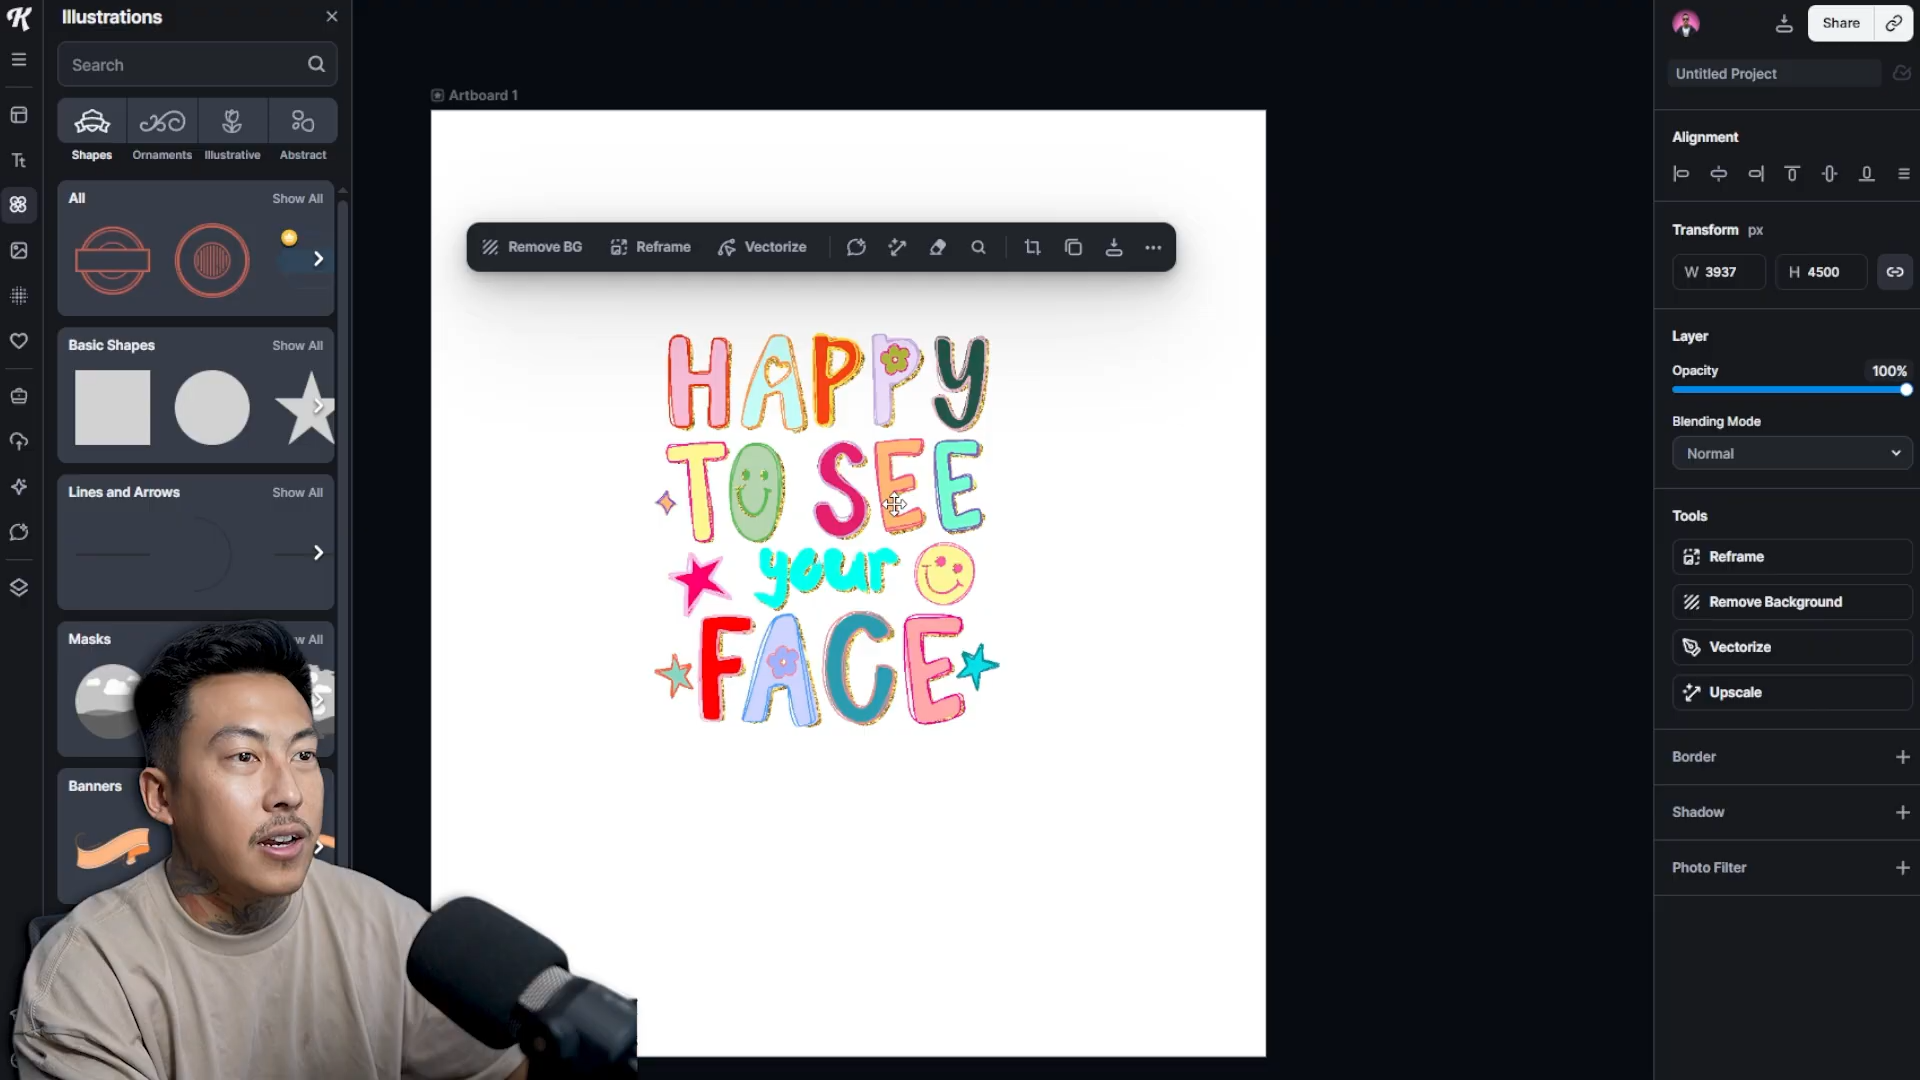 Illustrations
Search
Shapes
Ornaments
Illustrative
Abstract
All
Show All
Basic Shapes
Show All
Lines and Arrows
Show All
Masks
w All
Banners
Artboard 1
Remove BG
Reframe
Vectorize
HAPPY
TO SEE
your
FACE
Share
Untitled Project
Alignment
Transform px
W 3937
H 4500
Layer
Opacity
100%
Blending Mode
Normal
Tools
Reframe
Remove Background
Vectorize
Upscale
Border
Shadow
Photo Filter